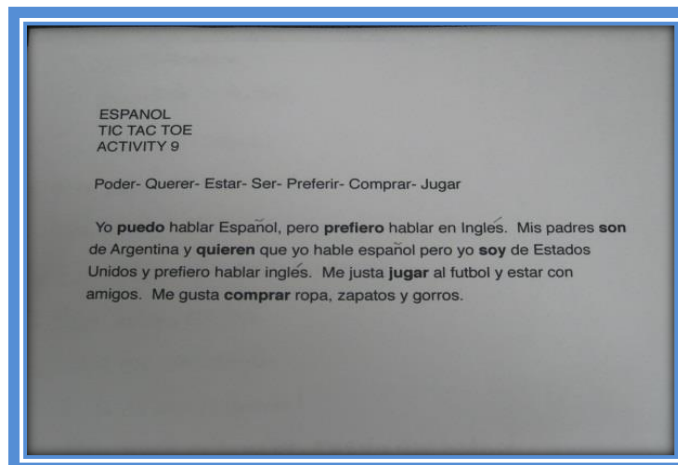 ESPANOL
TIC TAC TOE
ACTIVITY 9
Poder- Querer- Estar- Ser- Preferir- Comprar- Jugar
Yo puedo hablar Español, pero prefiero hablar en Inglés. Mis padres son
de Argentina y quieren que yo hable español pero yo soy de Estados
Unidos y prefiero hablar inglés. Me justa jugar al futbol y estar con
amigos. Me gusta comprar ropa, zapatos y gorros.